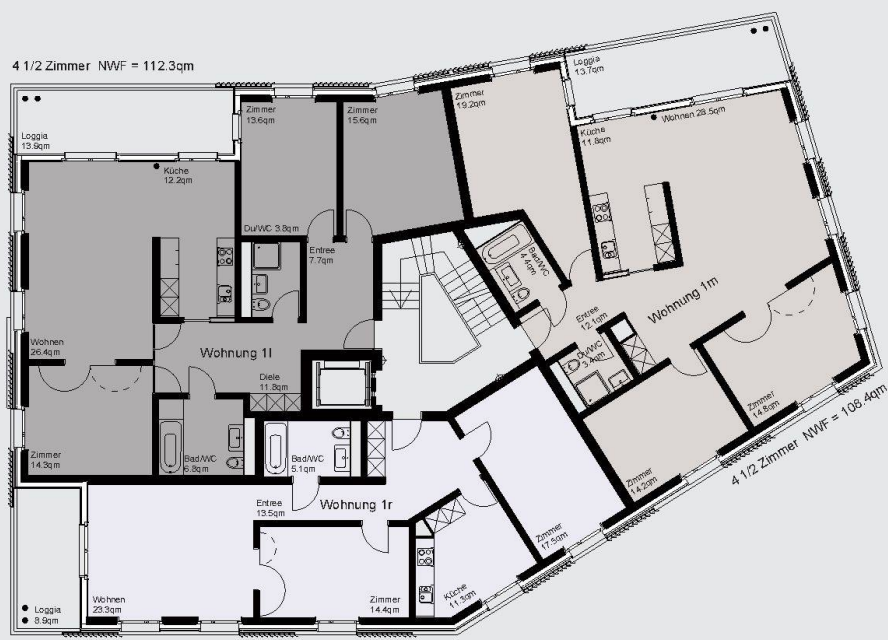 4 1/2 Zimmer NWF = 112.3qm
Loggia
13.9qm
Zimmer
13.6qm
Zimmer
15.6qm
Zimmer
19.2qm
Loggia
13.7qm
Küche
12.2qm
Küche
11.8qm
Wohnen 28.5qm
Du/WC 3.8qm
Entree
7.7qm
Bad/WC
4.4qm
Wohnung 1m
Entree
12.1qm
Wohnen
26.4qm
Wohnung 1l
Du/WC
3.4qm
Diele
11.8qm
Zimmer
14.8qm
4 1/2 Zimmer NWF = 108.4qm
Zimmer
14.3qm
Bad/WC
6.8qm
Bad/WC
5.1qm
Zimmer
14.2qm
Entree
13.5qm
Wohnung 1r
Zimmer
17.5qm
Wohnen
23.3qm
Zimmer
14.4qm
Küche
11.3qm
Loggia
8.9qm